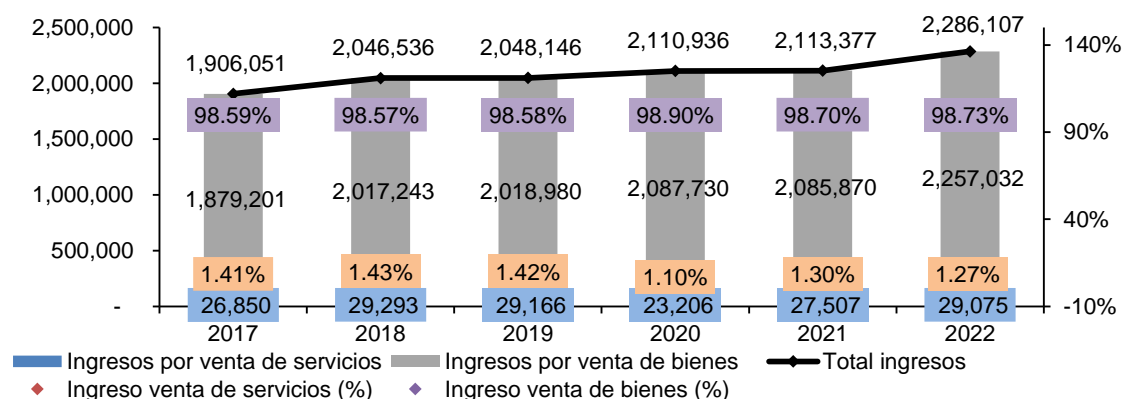 2,500,000
2,000,000
1,500,000
1,000,000
500,000
-
1,906,051 2,046,536 2,048,146 2,110,936 2,113,377 2,286,107
98.59% 98.57% 98.58% 98.90% 98.70% 98.73%
1,879,201 2,017,243 2,018,980 2,087,730 2,085,870 2,257,032
1.41% 1.43% 1.42% 1.10% 1.30% 1.27%
26,850 29,293 29,166 23,206 27,507 29,075
140%
90%
40%
-10%
2017 2018 2019 2020 2021 2022
Ingresos por venta de servicios Ingresos por venta de bienes Total ingresos
Ingreso venta de servicios (%) Ingreso venta de bienes (%)